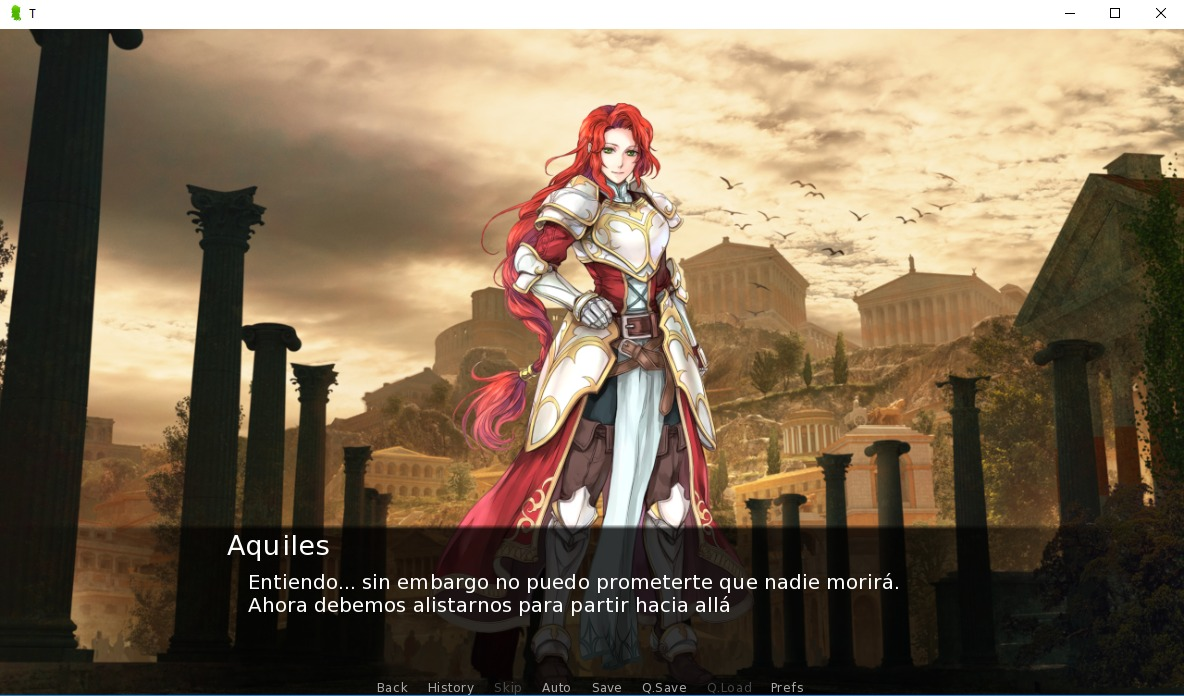 T
Aquiles
Entiendo... sin embargo no puedo prometerte que nadie morirá.
Ahora debemos alistarnos para partir hacia allá
Back History Skip Auto Save Q.Save Q.Load Prefs